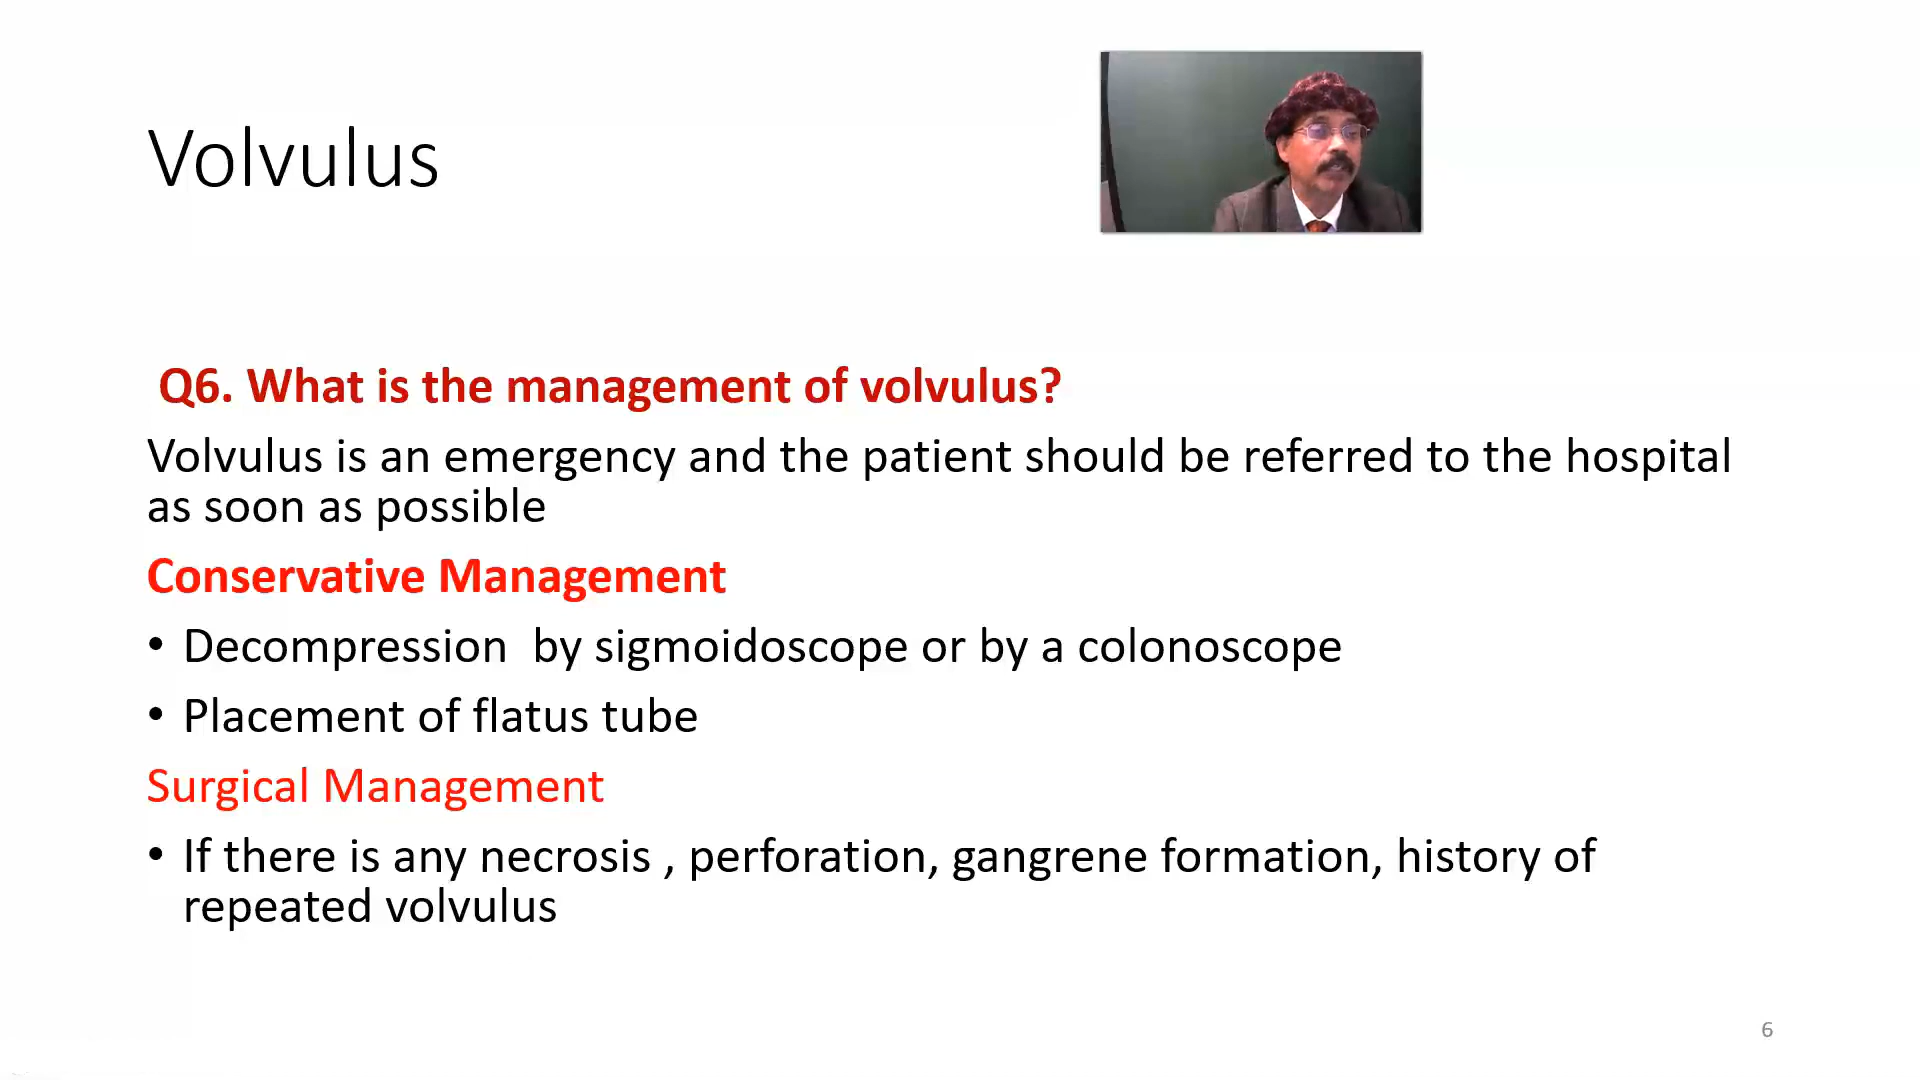 Volvulus
Q6. What is the management of volvulus?
Volvulus is an emergency and the patient should be referred to the hospital
as soon as possible
Conservative Management
• Decompression  by sigmoidoscope or by a colonoscope
• Placement of flatus tube
Surgical Management
• If there is any necrosis , perforation, gangrene formation, history of
repeated volvulus
6